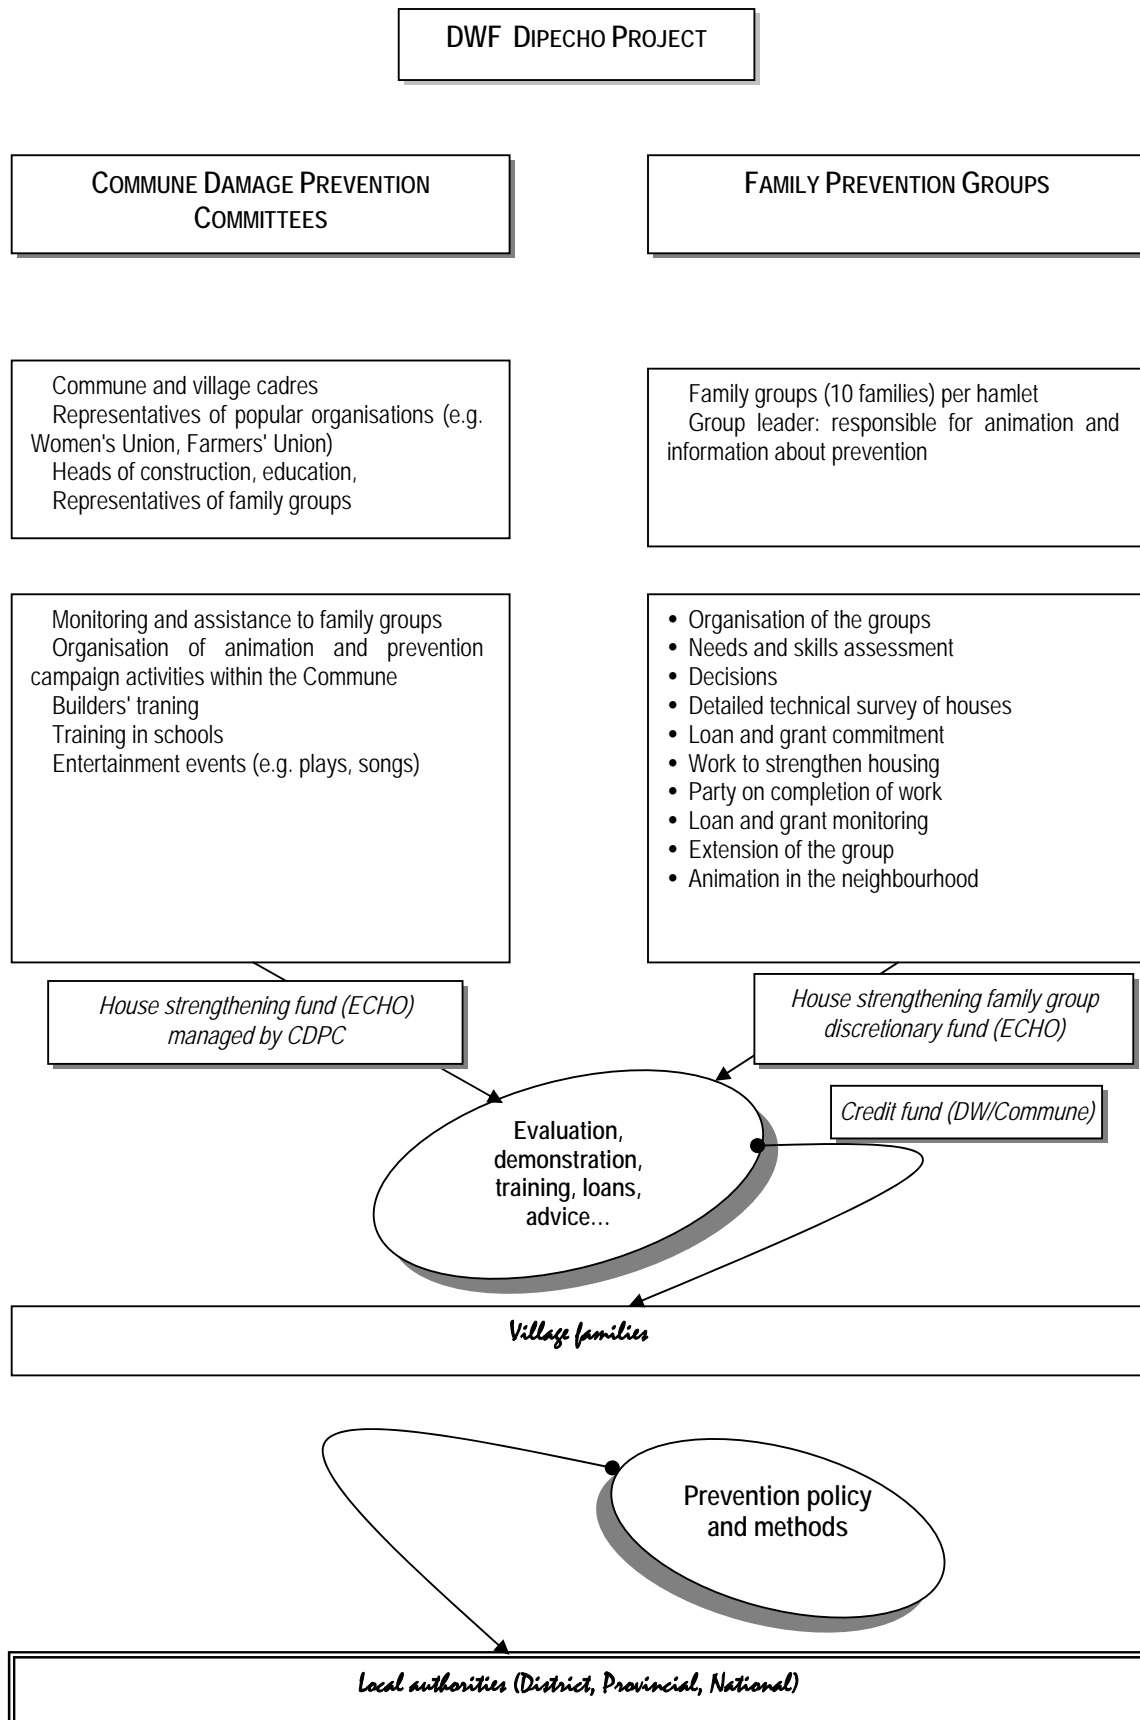 DWF DIPECHO PROJECT
COMMUNE DAMAGE PREVENTION
COMMITTEES
FAMILY PREVENTION GROUPS
Commune and village cadres
Representatives of popular organisations (e.g.
Women's Union, Farmers' Union)
Heads of construction, education,
Representatives of family groups
Family groups (10 families) per hamlet
Group leader: responsible for animation and
information about prevention
Monitoring and assistance to family groups
Organisation of animation and prevention
campaign activities within the Commune
Builders' traning
Training in schools
Entertainment events (e.g. plays, songs)
• Organisation of the groups
• Needs and skills assessment
• Decisions
• Detailed technical survey of houses
• Loan and grant commitment
• Work to strengthen housing
• Party on completion of work
• Loan and grant monitoring
• Extension of the group
• Animation in the neighbourhood
House strengthening fund (ECHO)
managed by CDPC
House strengthening family group
discretionary fund (ECHO)
Credit fund (DW/Commune)
Evaluation,
demonstration,
training, loans,
advice...
Village families
Prevention policy
and methods
Local authorities (District, Provincial, National)